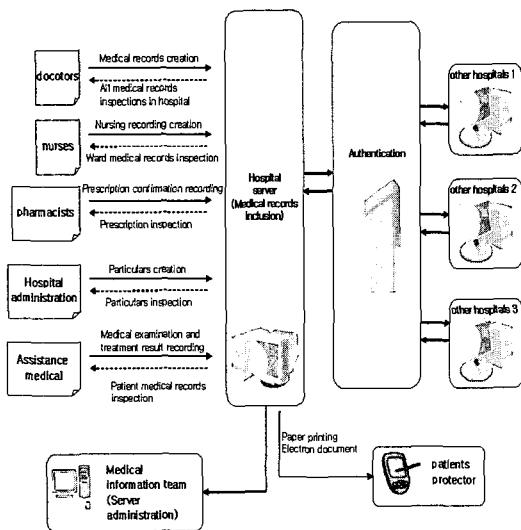 Medical records creation
docotors
All medical records
inspections in hospital
Nursing recording creation
nurses
Ward medical records inspection
Prescription confirmation recording
pharmacists
Prescription inspection
Particulars creation
Hospital
administration
Particulars inspection
Medical examination and
treatment result recording
Assistance
medical
Patient medical records
inspection
Hospital
server
(Medical records
inclusion)
Authentication
other hospitals 1
other hospitals 2
other hospitals 3
Paper printing
Electron document
Medical
information team
(Server
administration)
patients
protector